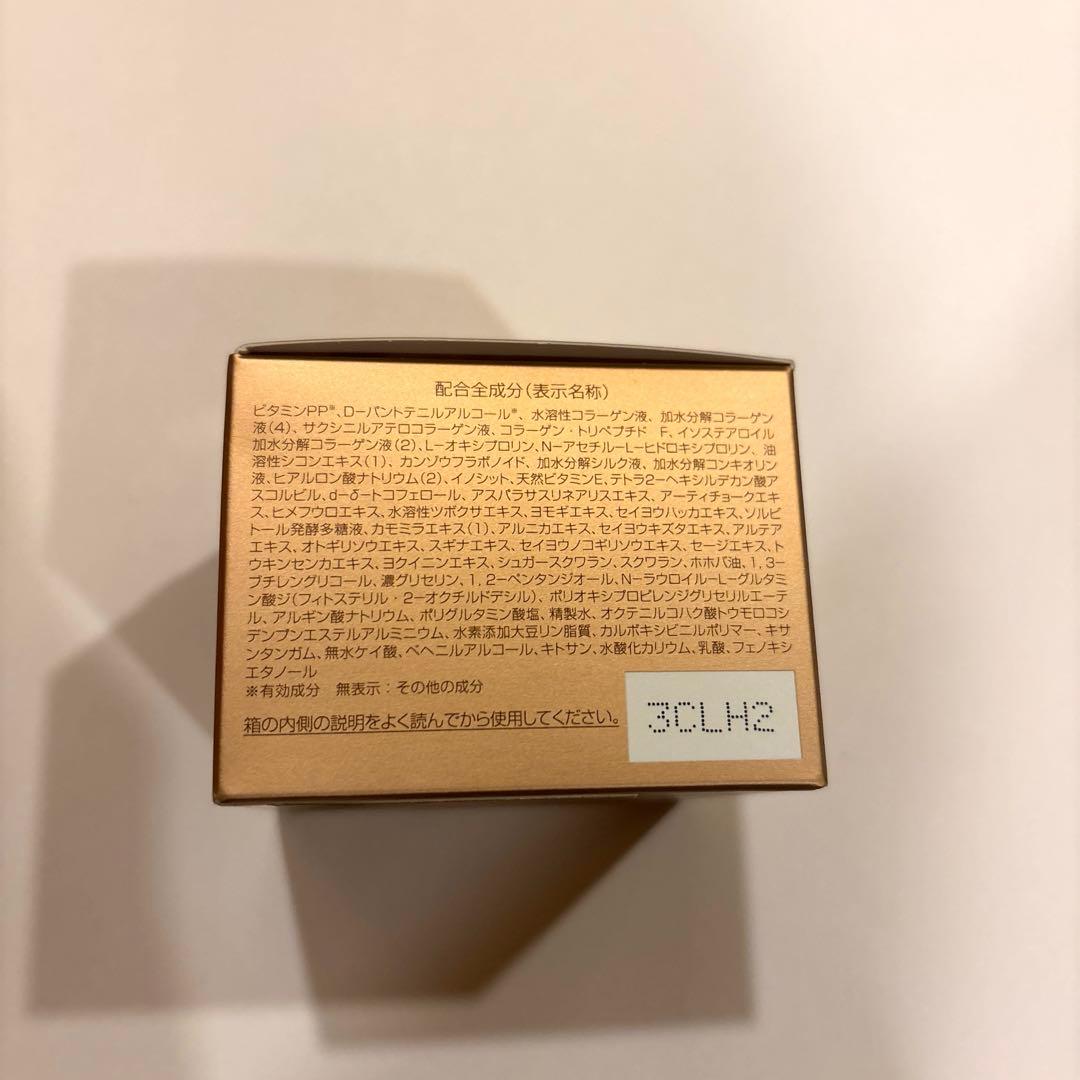 配合全成分(表示名称)
ビタミンPP※、D-パントテニルアルコール※、水溶性コラーゲン液、加水分解コラーゲン
液(4)、サクシニルアテロコラーゲン液、コラーゲン・トリペプチド F、イソステアロイル
加水分解コラーゲン液(2)、L-オキシプロリン、N-アセチル-L-ヒドロキシプロリン、油
溶性シコンエキス(1)、カンゾウフラボノイド、加水分解シルク液、加水分解コンキオリン
液、ヒアルロン酸ナトリウム(2)、イノシット、天然ビタミンE、テトラ2-ヘキシルデカン酸ア
スコルビル、d-δ-トコフェロール、アスパラサスリネアリスエキス、アーティチョークエキ
ス、ヒメフウロエキス、水溶性ツボクサエキス、ヨモギエキス、セイヨウハッカエキス、ソルビ
トール発酵多糖液、カモミラエキス(1)、アルニカエキス、セイヨウキズタエキス、アルテア
エキス、オトギリソウエキス、スギナエキス、セイヨウノコギリソウエキス、セージエキス、ト
ウキンセンカエキス、ヨクイニンエキス、シュガースクワラン、スクワラン、ホホバ油、1,3-
ブチレングリコール、濃グリセリン、1,2-ペンタンジオール、N-ラウロイル-L-グルタミ
ン酸ジ(フィトステリル・2-オクチルドデシル)、ポリオキシプロピレンジグリセリルエーテ
ル、アルギン酸ナトリウム、ポリグルタミン酸塩、精製水、オクテニルコハク酸トウモロコシ
デンプンエステルアルミニウム、水素添加大豆リン脂質、カルボキシビニルポリマー、キサ
ンタンガム、無水ケイ酸、ベヘニルアルコール、キトサン、水酸化カリウム、乳酸、フェノキシ
エタノール
※有効成分 無表示:その他の成分
箱の内側の説明をよく読んでから使用してください。
3CLH2